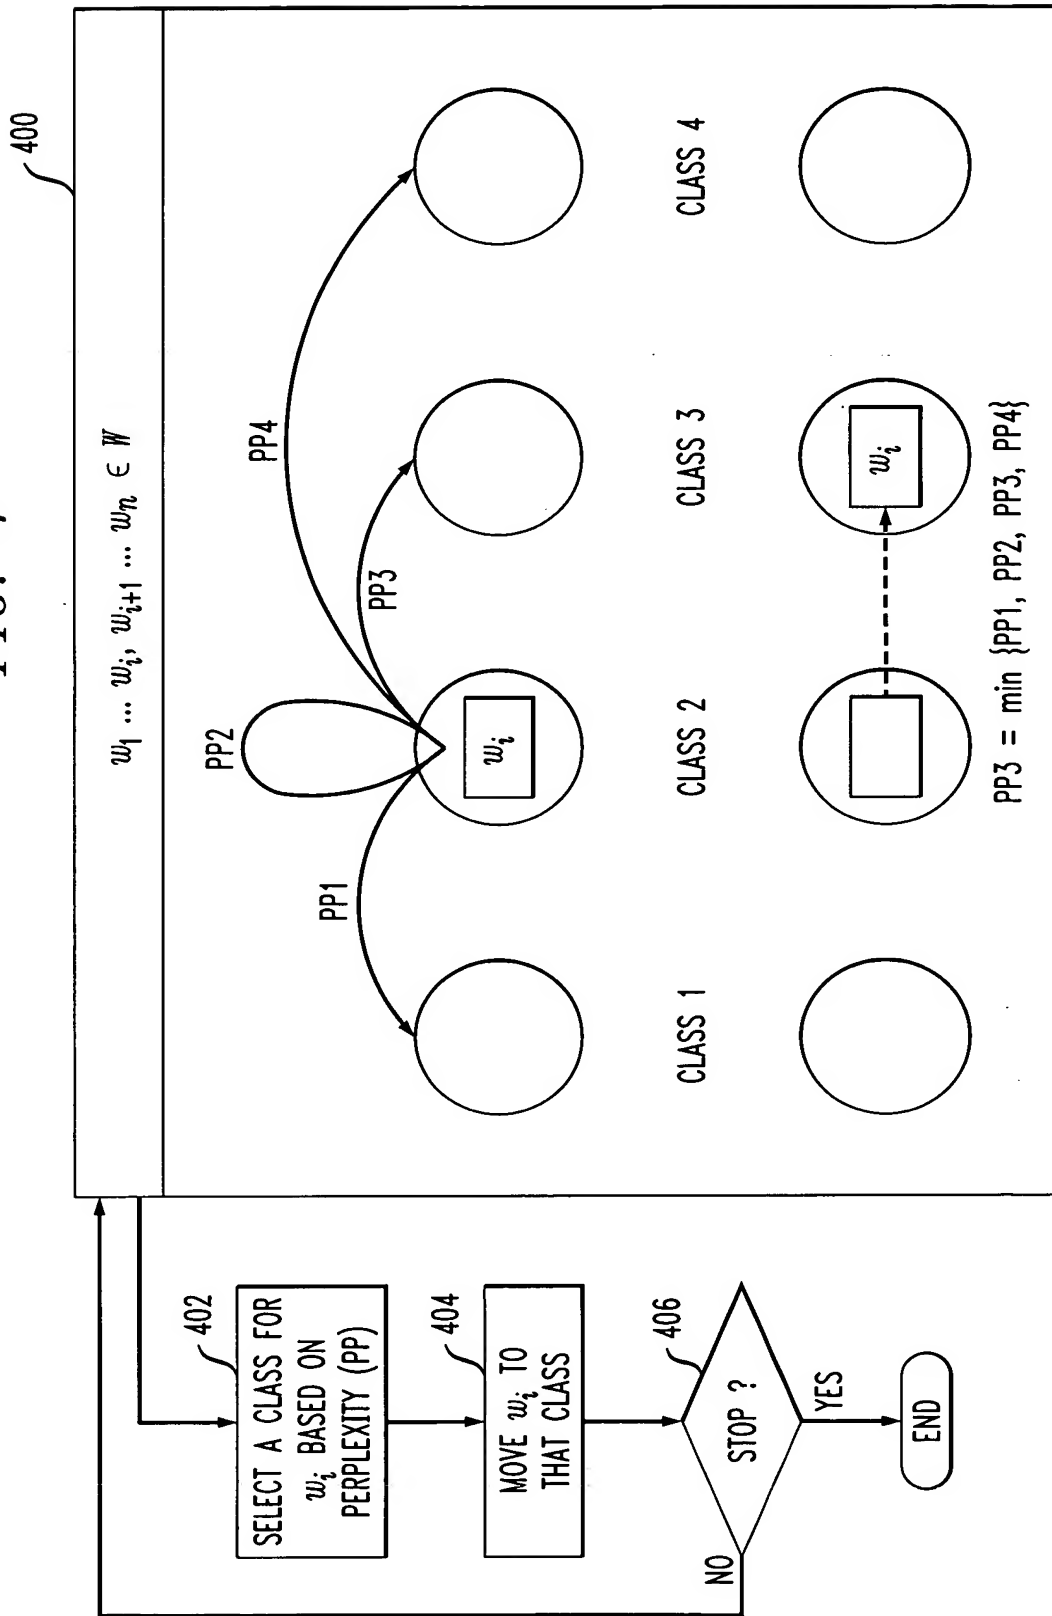 400
w₁ ... wᵢ, wᵢ₊₁ ... wₙ ∈ W
PP1
PP2
PP3
PP4
wᵢ
CLASS 1
CLASS 2
CLASS 3
CLASS 4
wᵢ
PP3 = min {PP1, PP2, PP3, PP4}
402
SELECT A CLASS FOR
wᵢ BASED ON
PERPLEXITY (PP)
404
MOVE wᵢ TO
THAT CLASS
406
STOP ?
NO
YES
END